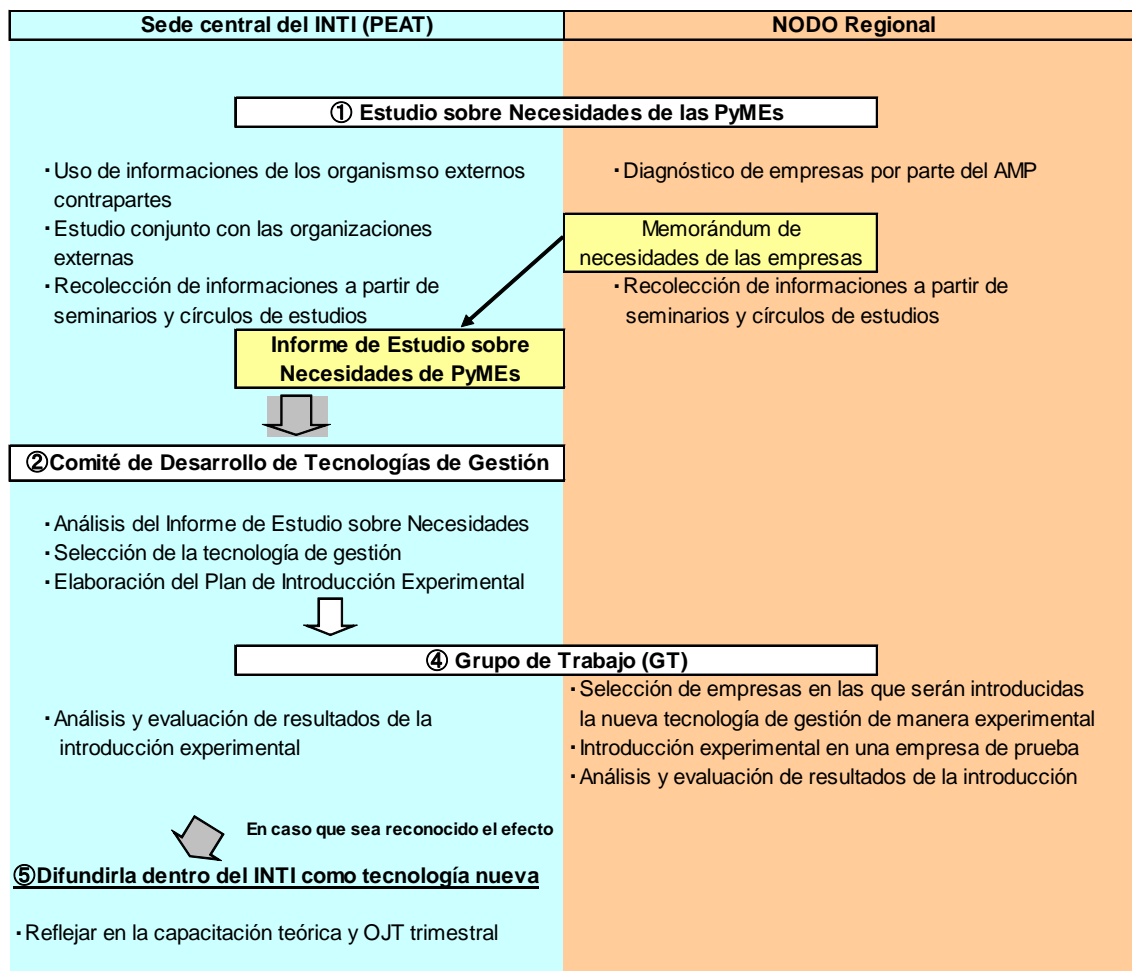 Sede central del INTI (PEAT)
NODO Regional
① Estudio sobre Necesidades de las PyMEs
・Uso de informaciones de los organismso externos
contrapartes
・Estudio conjunto con las organizaciones
externas
・Recolección de informaciones a partir de
seminarios y círculos de estudios
・Diagnóstico de empresas por parte del AMP
Memorándum de
necesidades de las empresas
・Recolección de informaciones a partir de
seminarios y círculos de estudios
Informe de Estudio sobre
Necesidades de PyMEs
②Comité de Desarrollo de Tecnologías de Gestión
・Análisis del Informe de Estudio sobre Necesidades
・Selección de la tecnología de gestión
・Elaboración del Plan de Introducción Experimental
④ Grupo de Trabajo (GT)
・Análisis y evaluación de resultados de la
introducción experimental
・Selección de empresas en las que serán introducidas
la nueva tecnología de gestión de manera experimental
・Introducción experimental en una empresa de prueba
・Análisis y evaluación de resultados de la introducción
En caso que sea reconocido el efecto
⑤Difundirla dentro del INTI como tecnología nueva
・Reflejar en la capacitación teórica y OJT trimestral